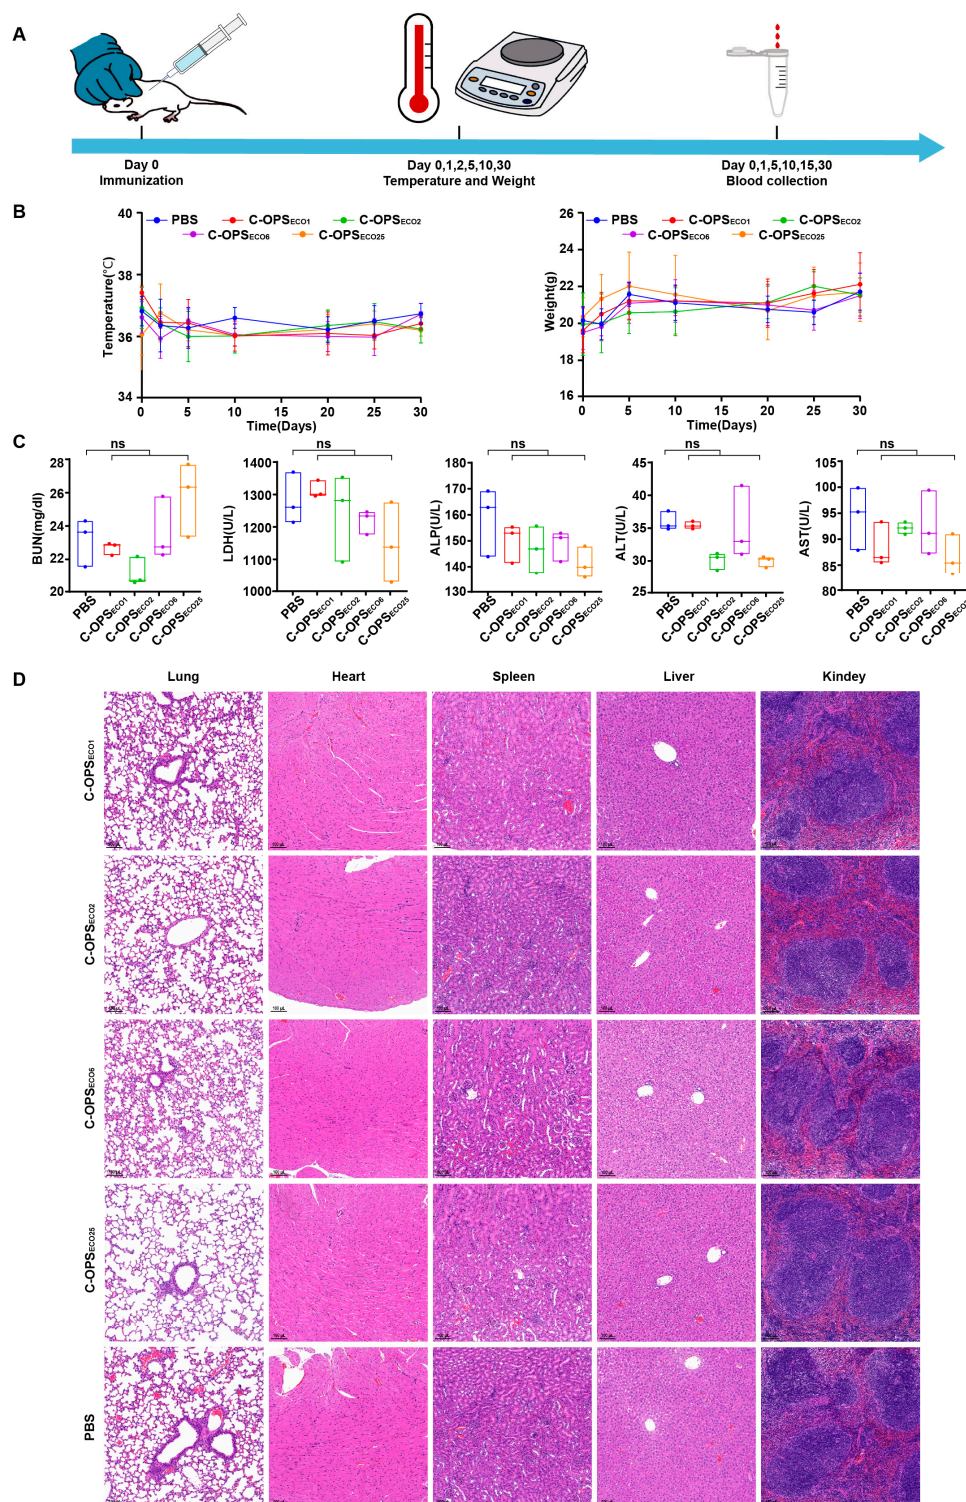 A
Day 0
Immunization
Day 0,1,2,5,10,30
Temperature and Weight
Day 0,1,5,10,15,30
Blood collection
B
PBS
C-OPSECO1
C-OPSECO2
C-OPSECO6
C-OPSECO25
Temperature(°C)
40
38
36
34
0 5 10 15 20 25 30
Time(Days)
PBS
C-OPSECO1
C-OPSECO2
C-OPSECO6
C-OPSECO25
Weight(g)
26
24
22
20
18
16
0 5 10 15 20 25 30
Time(Days)
C
ns
BUN(mg/dl)
28
26
24
22
20
PBS
C-OPSECO1
C-OPSECO2
C-OPSECO6
C-OPSECO25
ns
LDH(U/L)
1400
1300
1200
1100
1000
PBS
C-OPSECO1
C-OPSECO2
C-OPSECO6
C-OPSECO25
ns
ALP(U/L)
180
170
160
150
140
130
PBS
C-OPSECO1
C-OPSECO2
C-OPSECO6
C-OPSECO25
ns
ALT(U/L)
45
40
35
30
25
PBS
C-OPSECO1
C-OPSECO2
C-OPSECO6
C-OPSECO25
ns
AST(U/L)
105
100
95
90
85
80
PBS
C-OPSECO1
C-OPSECO2
C-OPSECO6
C-OPSECO25
D
Lung Heart Spleen Liver Kindey
C-OPSECO1
C-OPSECO2
C-OPSECO6
C-OPSECO25
PBS